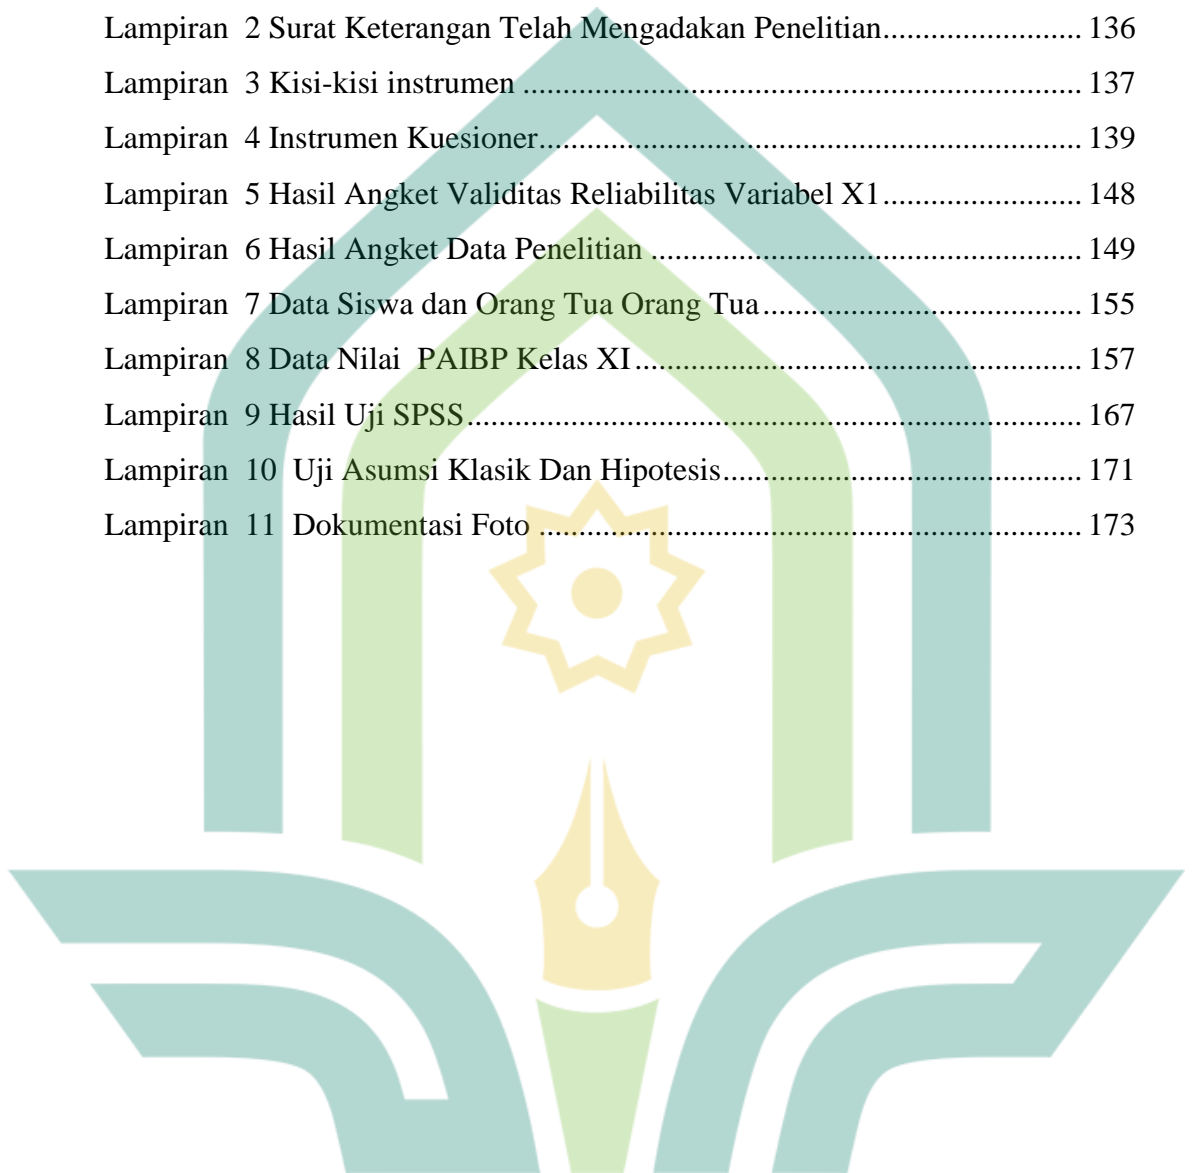 Lampiran  2 Surat Keterangan Telah Mengadakan Penelitian........................ 136
Lampiran  3 Kisi-kisi instrumen .................................................................... 137
Lampiran  4 Instrumen Kuesioner.................................................................. 139
Lampiran  5 Hasil Angket Validitas Reliabilitas Variabel X1........................ 148
Lampiran  6 Hasil Angket Data Penelitian ..................................................... 149
Lampiran  7 Data Siswa dan Orang Tua Orang Tua....................................... 155
Lampiran  8 Data Nilai  PAIBP Kelas XI....................................................... 157
Lampiran  9 Hasil Uji SPSS........................................................................... 167
Lampiran  10  Uji Asumsi Klasik Dan Hipotesis............................................ 171
Lampiran  11  Dokumentasi Foto .................................................................. 173